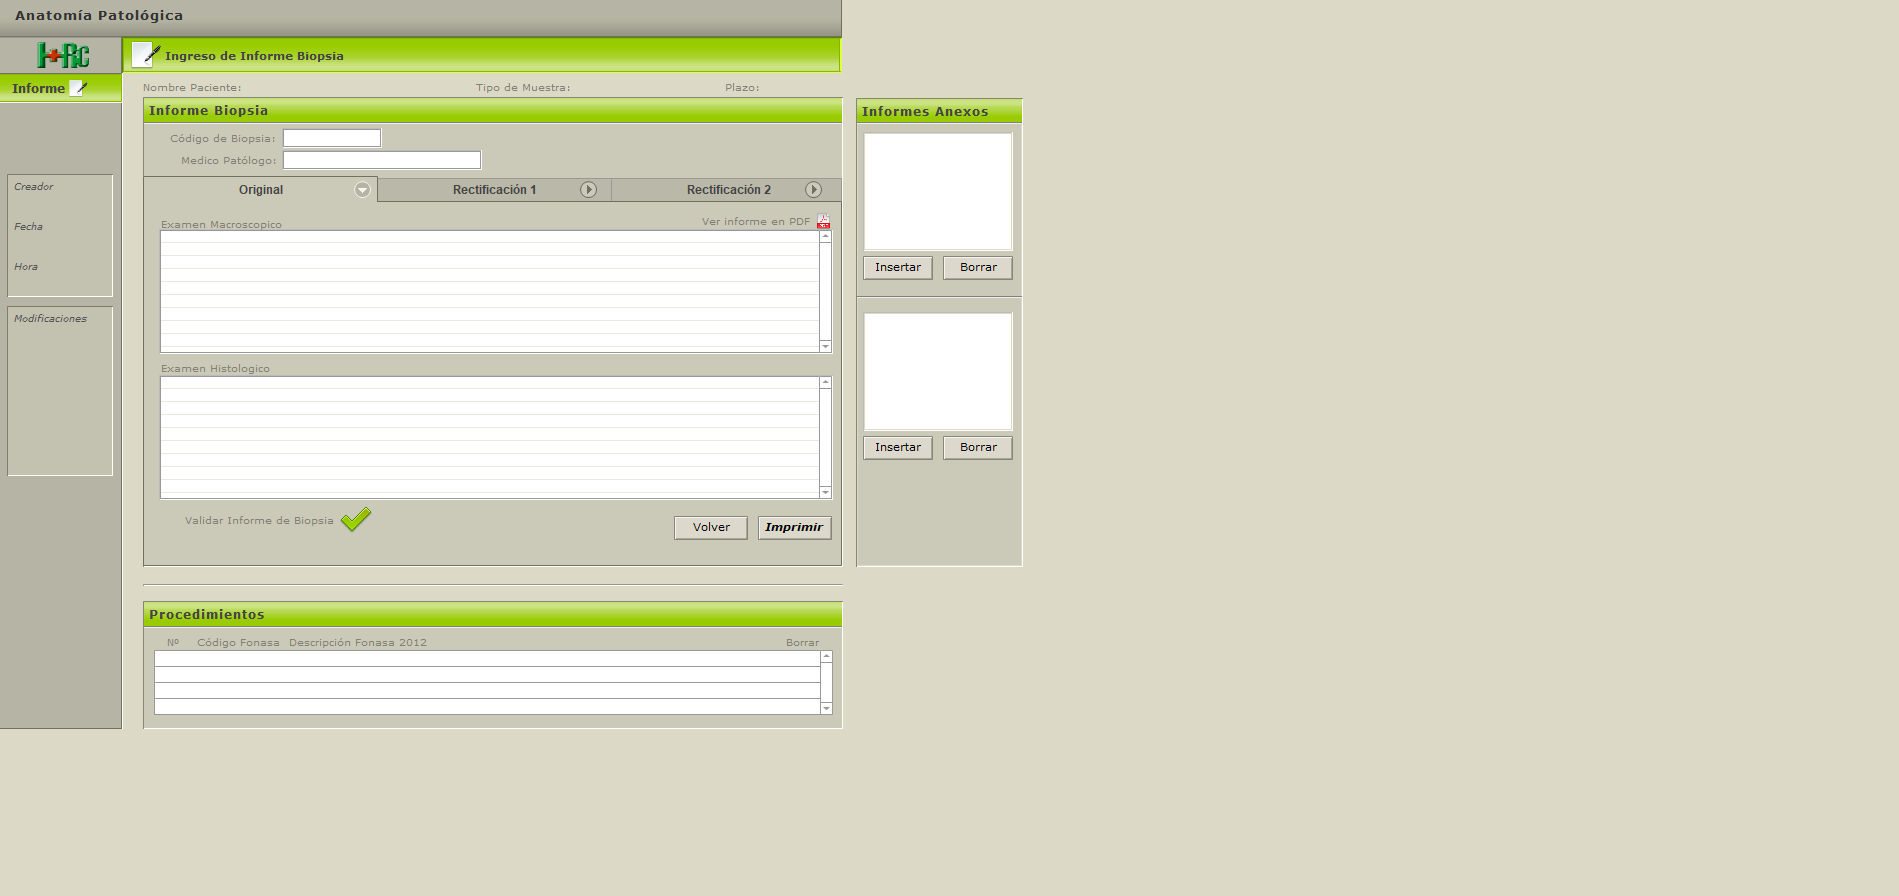 Anatomía Patológica
H+RC
Ingreso de Informe Biopsia
Informe
Nombre Paciente: Tipo de Muestra: Plazo:
Informe Biopsia
Informes Anexos
Código de Biopsia:
Medico Patólogo:
Creador
Fecha
Hora
Modificaciones
Original Rectificación 1 Rectificación 2
Ver informe en PDF
Examen Macroscopico
Insertar Borrar
Examen Histologico
Insertar Borrar
Validar Informe de Biopsia
Volver Imprimir
Procedimientos
Nº Código Fonasa Descripción Fonasa 2012 Borrar